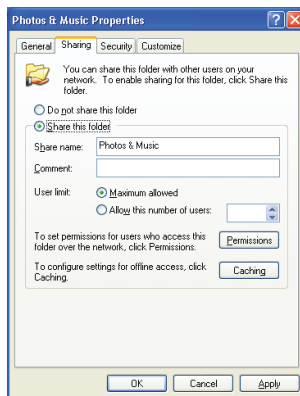 Photos & Music Properties
General Sharing Security Customize
You can share this folder with other users on your
network. To enable sharing for this folder, click Share this
folder.
Do not share this folder
Share this folder
Share name: Photos & Music
Comment:
User limit: Maximum allowed
Allow this number of users:
To set permissions for users who access this
folder over the network, click Permissions.
Permissions
To configure settings for offline access, click
Caching.
Caching
OK Cancel Apply